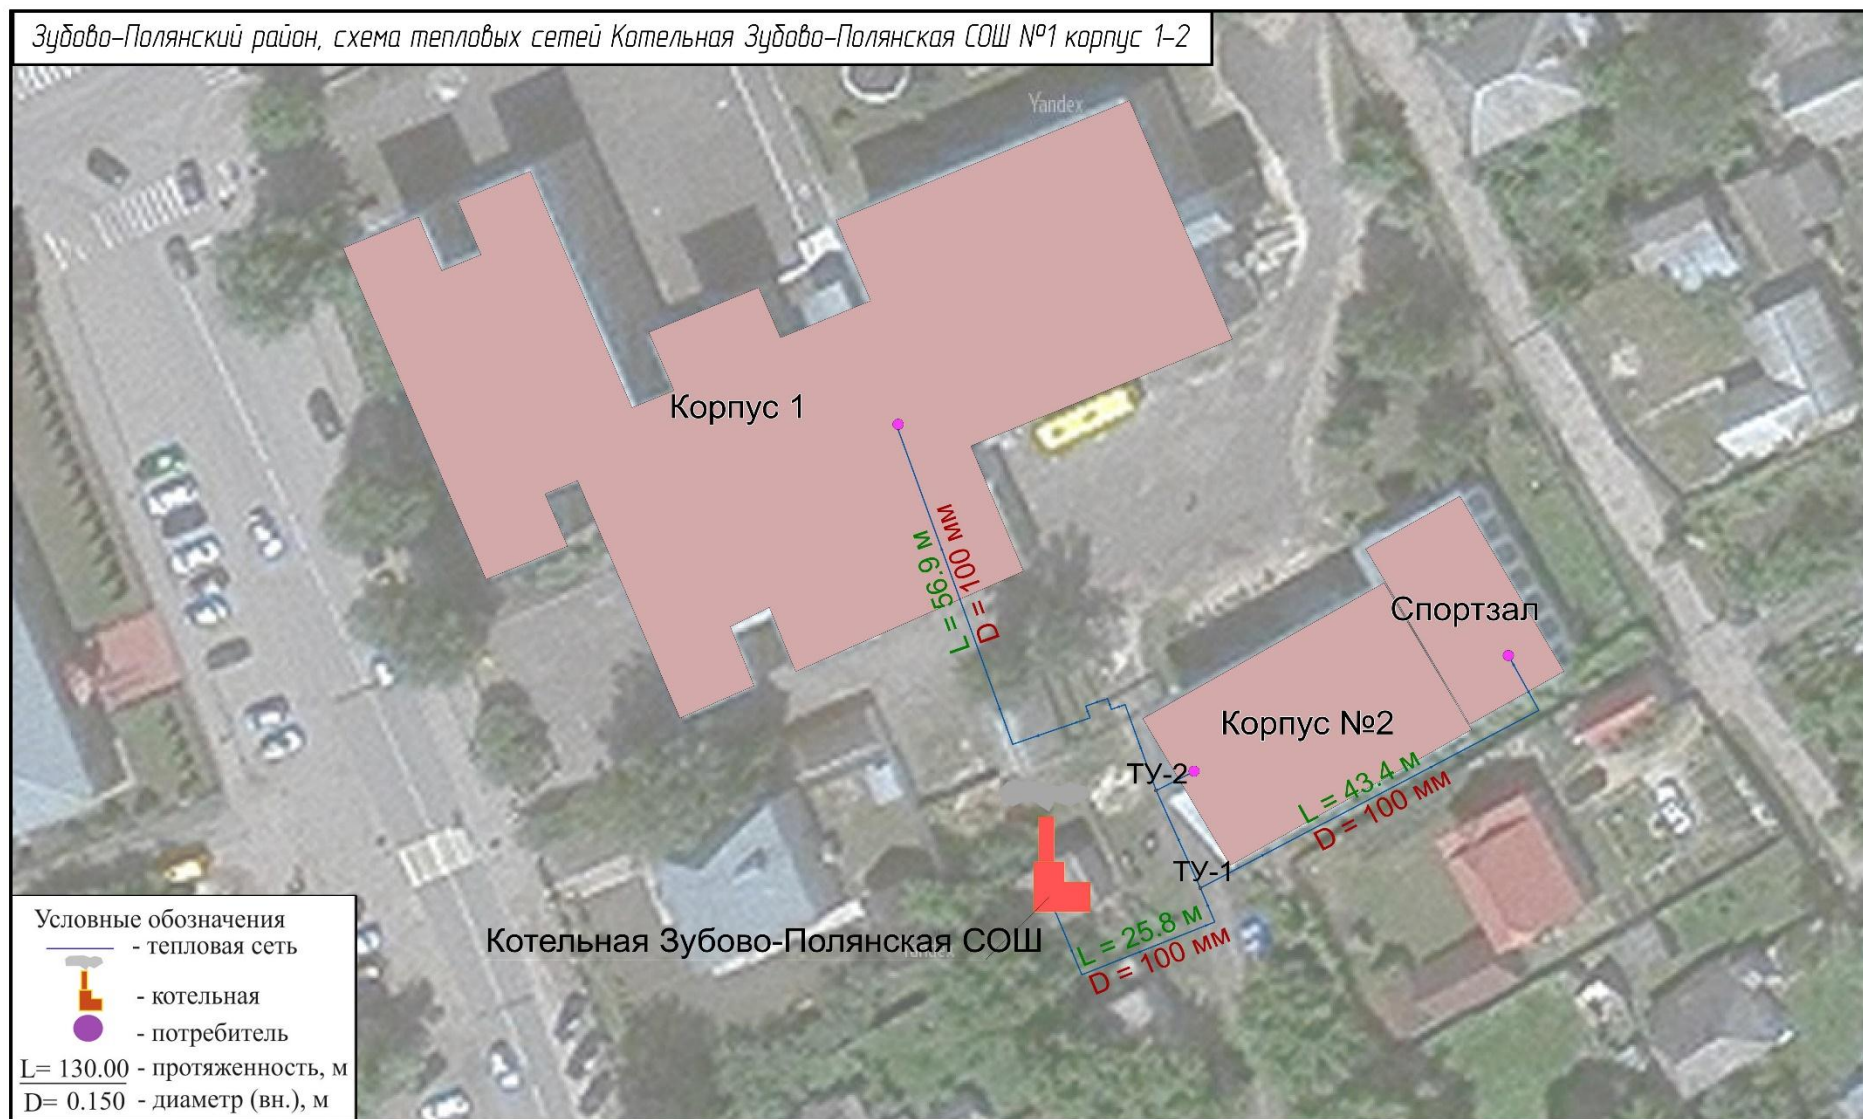 Зубово-Полянский район, схема тепловых сетей Котельная Зубово-Полянская СОШ №1 корпус 1-2
Yandex
Корпус 1
L = 56.9 м
D = 100 мм
Спортзал
Корпус №2
ТУ-2
L = 43.4 м
D = 100 мм
ТУ-1
L = 25.8 м
D = 100 мм
Котельная Зубово-Полянская СОШ
Yandex
Условные обозначения
- тепловая сеть
- котельная
- потребитель
L= 130.00 - протяженность, м
D= 0.150 - диаметр (вн.), м